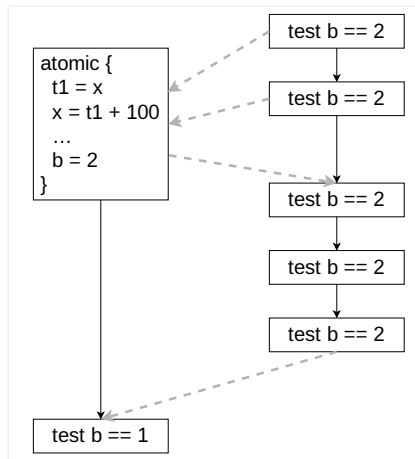 test b == 2
atomic {
t1 = x
x = t1 + 100
…
b = 2
}
test b == 2
test b == 2
test b == 2
test b == 2
test b == 1